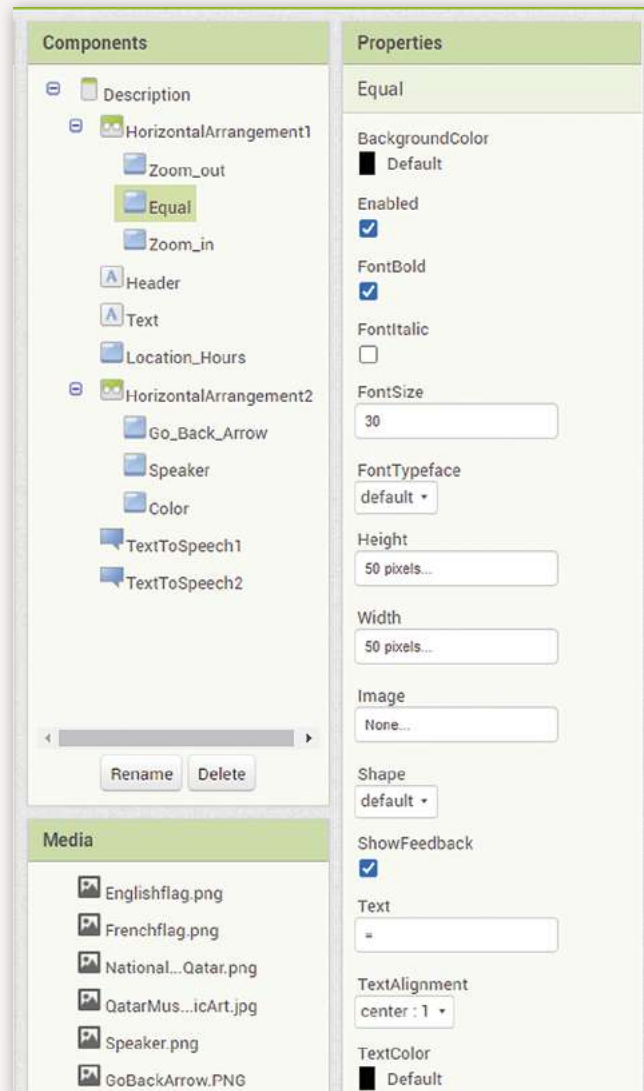 Components
Description
HorizontalArrangement1
Zoom_out
Equal
Zoom_in
Header
Text
Location_Hours
HorizontalArrangement2
Go_Back_Arrow
Speaker
Color
TextToSpeech1
TextToSpeech2
Rename Delete
Media
Englishflag.png
Frenchflag.png
National...Qatar.png
QatarMus...icArt.jpg
Speaker.png
GoBackArrow.PNG
Properties
Equal
BackgroundColor
Default
Enabled
FontBold
FontItalic
FontSize
30
FontTypeface
default
Height
50 pixels...
Width
50 pixels...
Image
None...
Shape
default
ShowFeedback
Text
=
TextAlignment
center : 1
TextColor
Default